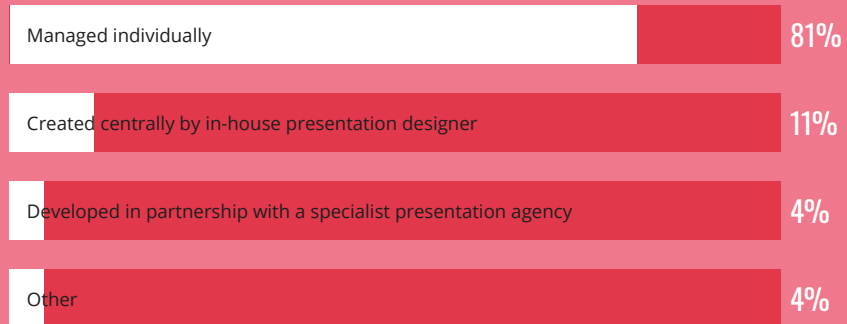 Managed individually 81%
Created centrally by in-house presentation designer 11%
Developed in partnership with a specialist presentation agency 4%
Other 4%